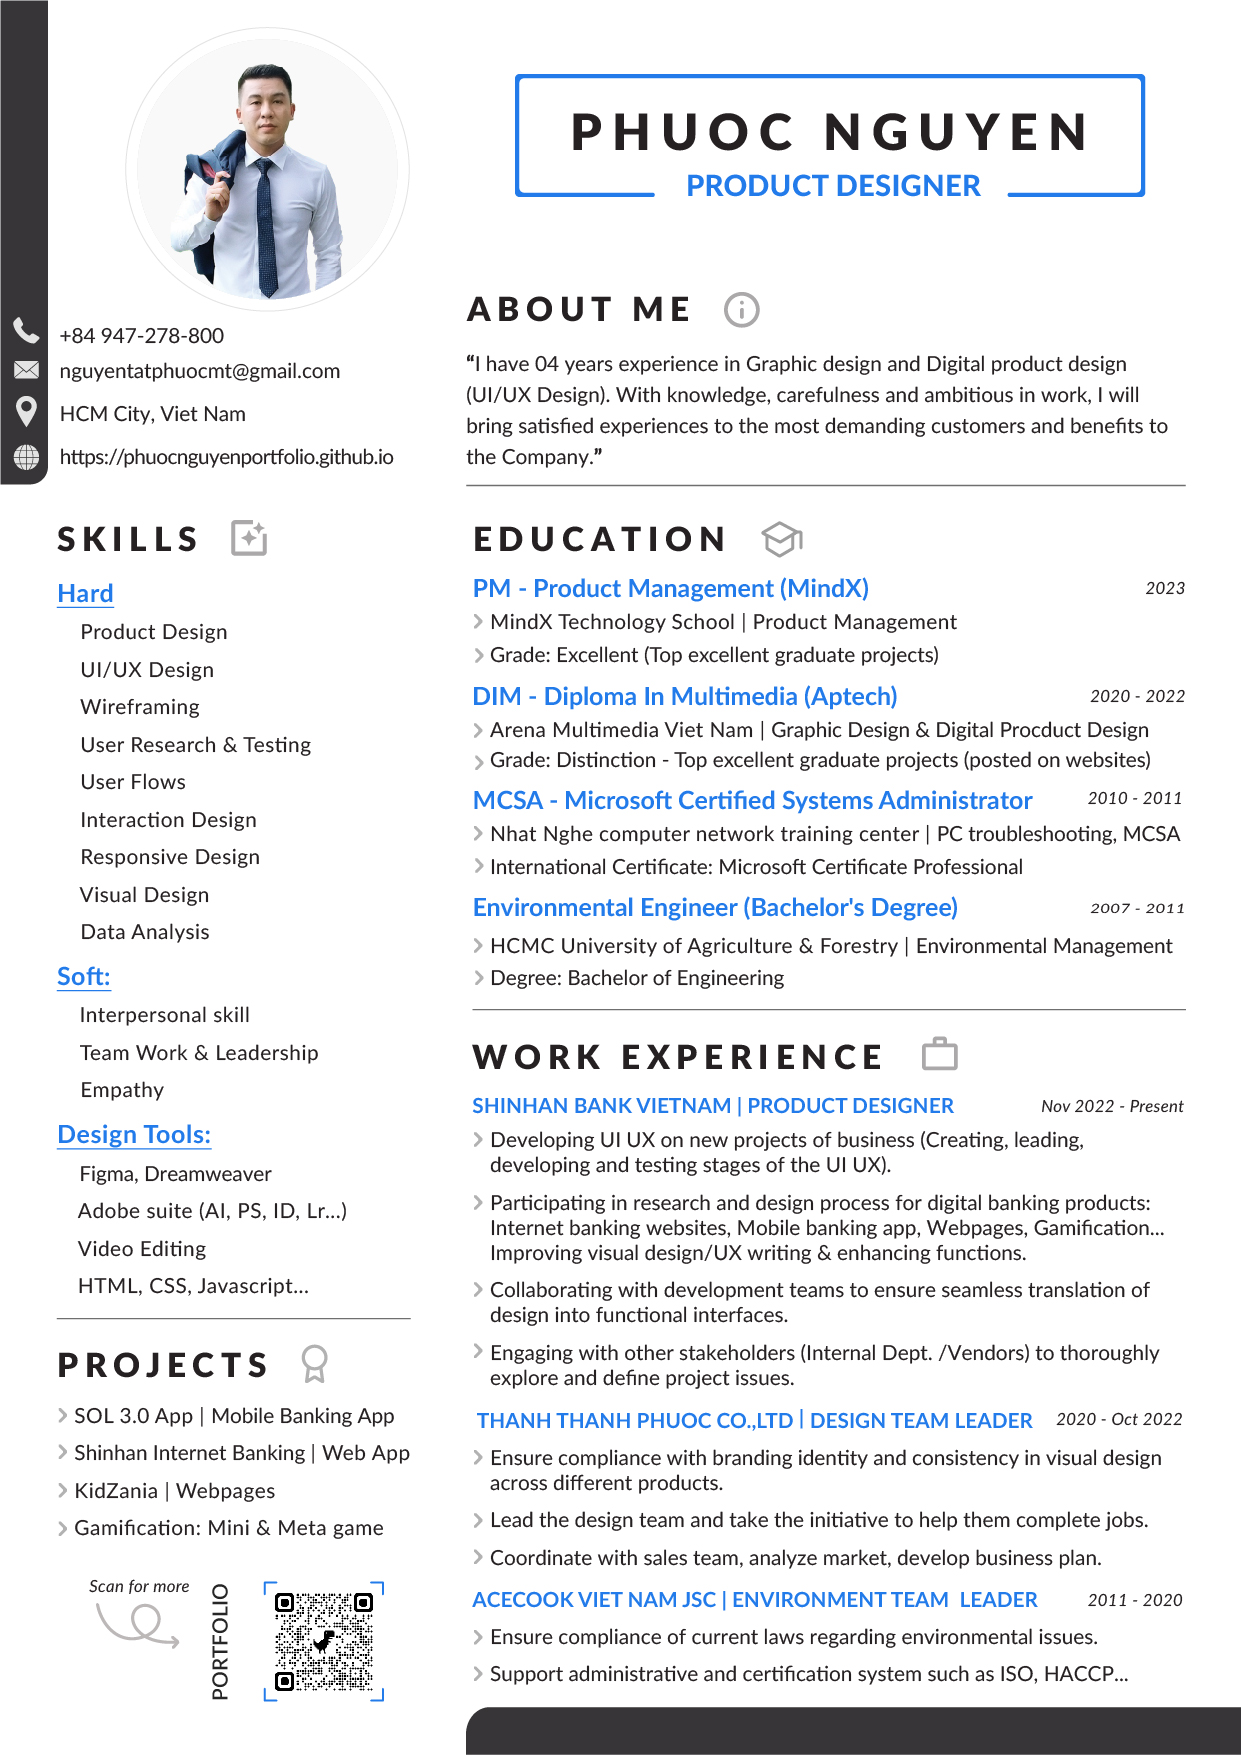 PHUOC NGUYEN
PRODUCT DESIGNER
+84 947-278-800
nguyentatphuocmt@gmail.com
HCM City, Viet Nam
https://phuocnguyenportfolio.github.io
SKILLS
Hard
Product Design
UI/UX Design
Wireframing
User Research & Testing
User Flows
Interaction Design
Responsive Design
Visual Design
Data Analysis
Soft:
Interpersonal skill
Team Work & Leadership
Empathy
Design Tools:
Figma, Dreamweaver
Adobe suite (AI, PS, ID, Lr...)
Video Editing
HTML, CSS, Javascript...
PROJECTS
SOL 3.0 App | Mobile Banking App
Shinhan Internet Banking | Web App
KidZania | Webpages
Gamification: Mini & Meta game
Scan for more
PORTFOLIO
ABOUT ME
“I have 04 years experience in Graphic design and Digital product design
(UI/UX Design). With knowledge, carefulness and ambitious in work, I will
bring satisfied experiences to the most demanding customers and benefits to
the Company.”
EDUCATION
PM - Product Management (MindX) 2023
MindX Technology School | Product Management
Grade: Excellent (Top excellent graduate projects)
DIM - Diploma In Multimedia (Aptech) 2020 - 2022
Arena Multimedia Viet Nam | Graphic Design & Digital Procduct Design
Grade: Distinction - Top excellent graduate projects (posted on websites)
MCSA - Microsoft Certified Systems Administrator 2010 - 2011
Nhat Nghe computer network training center | PC troubleshooting, MCSA
International Certificate: Microsoft Certificate Professional
Environmental Engineer (Bachelor's Degree) 2007 - 2011
HCMC University of Agriculture & Forestry | Environmental Management
Degree: Bachelor of Engineering
WORK EXPERIENCE
SHINHAN BANK VIETNAM | PRODUCT DESIGNER Nov 2022 - Present
Developing UI UX on new projects of business (Creating, leading,
developing and testing stages of the UI UX).
Participating in research and design process for digital banking products:
Internet banking websites, Mobile banking app, Webpages, Gamification...
Improving visual design/UX writing & enhancing functions.
Collaborating with development teams to ensure seamless translation of
design into functional interfaces.
Engaging with other stakeholders (Internal Dept. /Vendors) to thoroughly
explore and define project issues.
THANH THANH PHUOC CO.,LTD | DESIGN TEAM LEADER 2020 - Oct 2022
Ensure compliance with branding identity and consistency in visual design
across different products.
Lead the design team and take the initiative to help them complete jobs.
Coordinate with sales team, analyze market, develop business plan.
ACECOOK VIET NAM JSC | ENVIRONMENT TEAM LEADER 2011 - 2020
Ensure compliance of current laws regarding environmental issues.
Support administrative and certification system such as ISO, HACCP...